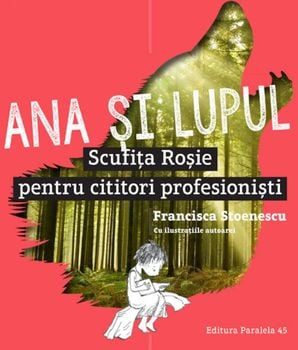 ANA ȘI LUPUL
Scufița Roșie
pentru cititori profesioniști
Francisca Stoenescu
Cu ilustrațiile autoarei
Editura Paralela 45